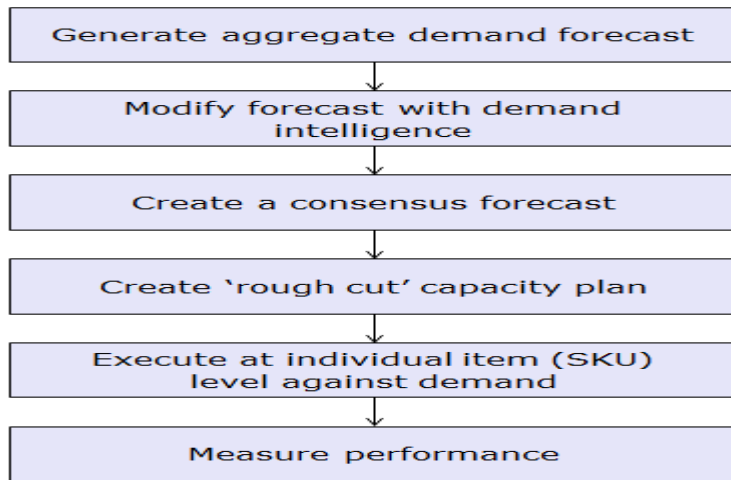 Generate aggregate demand forecast
Modify forecast with demand
intelligence
Create a consensus forecast
Create ‘rough cut’ capacity plan
Execute at individual item (SKU)
level against demand
Measure performance